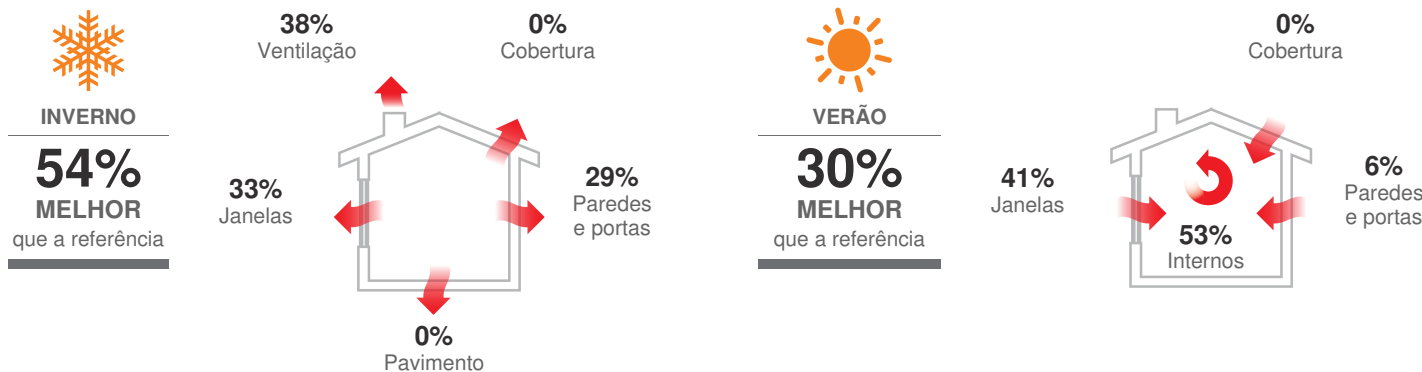 INVERNO
54%
MELHOR
que a referência
38%
Ventilação
0%
Cobertura
33%
Janelas
29%
Paredes
e portas
0%
Pavimento
VERÃO
30%
MELHOR
que a referência
0%
Cobertura
41%
Janelas
6%
Paredes
e portas
53%
Internos